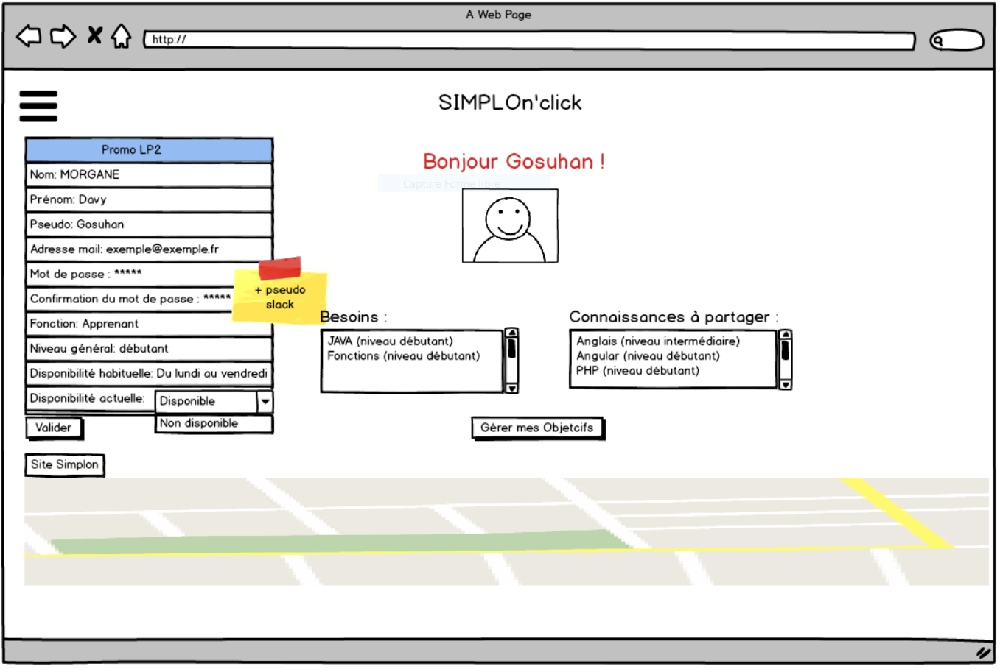 A Web Page
http://
SIMPLOn'click
Promo LP2
Nom: MORGANE
Prénom: Davy
Pseudo: Gosuhan
Adresse mail: exemple@exemple.fr
Mot de passe : *****
Confirmation du mot de passe : *****
Fonction: Apprenant
Niveau général: débutant
Disponibilité habituelle: Du lundi au vendredi
Disponibilité actuelle:
Disponible
Non disponible
Valider
+ pseudo
slack
Bonjour Gosuhan !
Capture Forme libre
Besoins :
JAVA (niveau débutant)
Fonctions (niveau débutant)
Connaissances à partager :
Anglais (niveau intermédiaire)
Angular (niveau débutant)
PHP (niveau débutant)
Gérer mes Objetcifs
Site Simplon